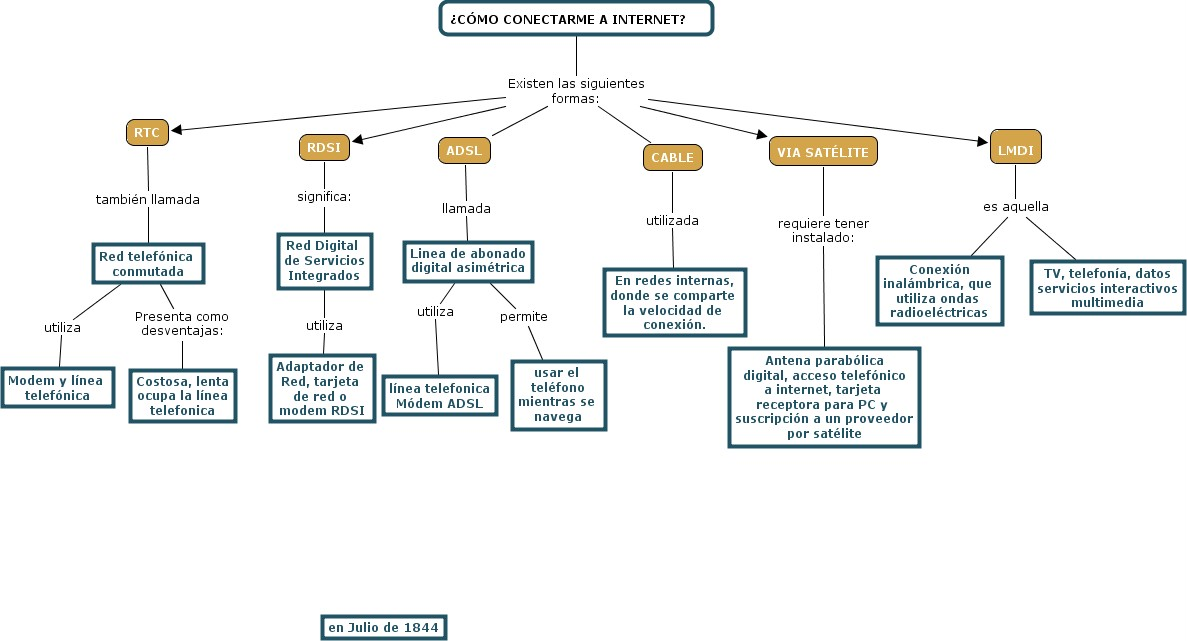 ¿CÓMO CONECTARME A INTERNET?
Existen las siguientes
formas:
RTC
RDSI
ADSL
CABLE
VIA SATÉLITE
LMDI
también llamada
significa:
llamada
utilizada
requiere tener
instalado:
es aquella
Red telefónica
conmutada
Red Digital
de Servicios
Integrados
Linea de abonado
digital asimétrica
En redes internas,
donde se comparte
la velocidad de
conexión.
Conexión
inalámbrica, que
utiliza ondas
radioeléctricas
TV, telefonía, datos
servicios interactivos
multimedia
utiliza
Presenta como
desventajas:
utiliza
utiliza
permite
Modem y línea
telefónica
Costosa, lenta
ocupa la línea
telefonica
Adaptador de
Red, tarjeta
de red o
modem RDSI
línea telefonica
Módem ADSL
usar el
teléfono
mientras se
navega
Antena parabólica
digital, acceso telefónico
a internet, tarjeta
receptora para PC y
suscripción a un proveedor
por satélite
en Julio de 1844